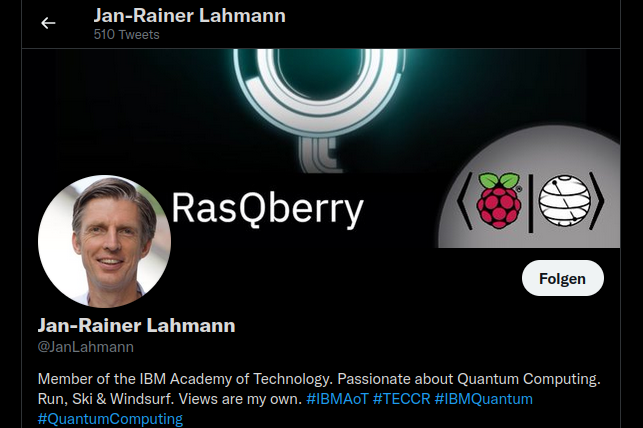 Jan-Rainer Lahmann
510 Tweets
RasQberry
Folgen
Jan-Rainer Lahmann
@JanLahmann
Member of the IBM Academy of Technology. Passionate about Quantum Computing.
Run, Ski & Windsurf. Views are my own. #IBMAoT #TECCR #IBMQuantum
#QuantumComputing